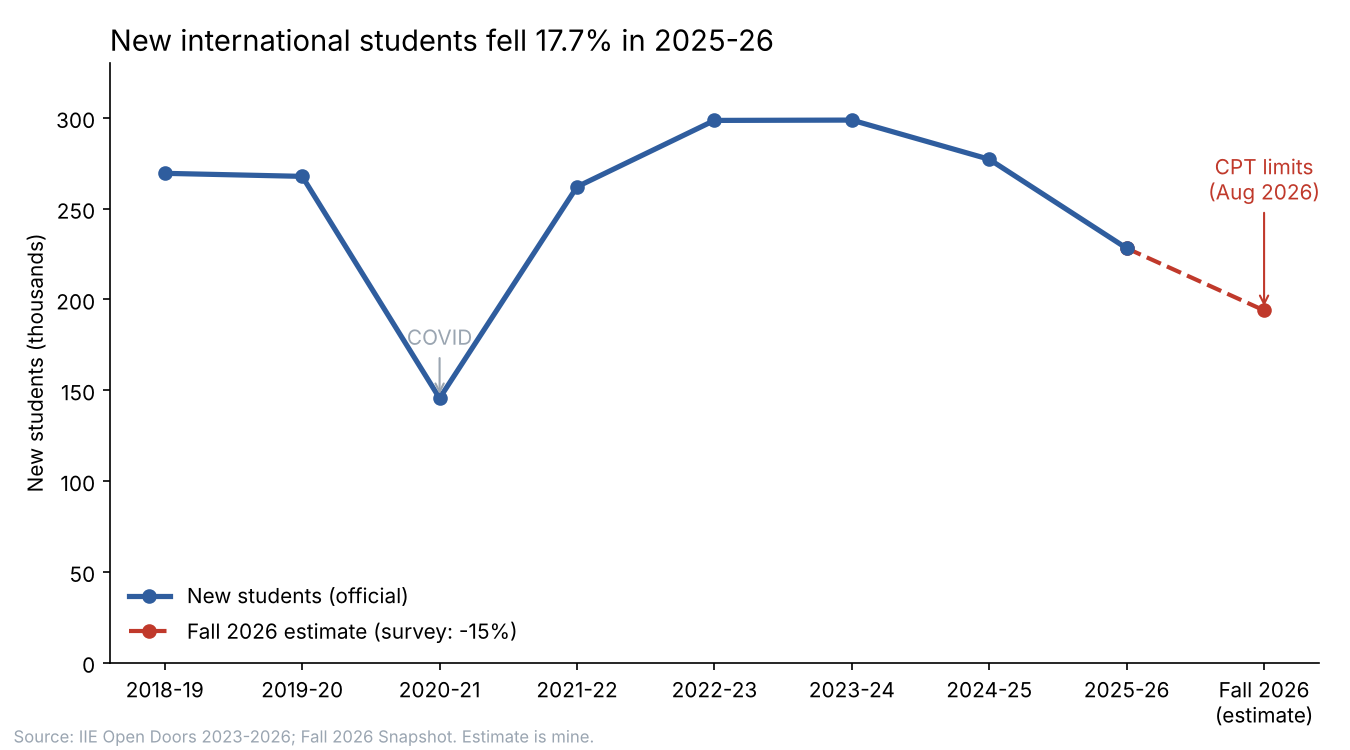 New international students fell 17.7% in 2025-26
New students (thousands)
300
250
200
150
100
50
0
COVID
CPT limits
(Aug 2026)
New students (official)
Fall 2026 estimate (survey: -15%)
2018-19
2019-20
2020-21
2021-22
2022-23
2023-24
2024-25
2025-26
Fall 2026
(estimate)
Source: IIE Open Doors 2023-2026; Fall 2026 Snapshot. Estimate is mine.